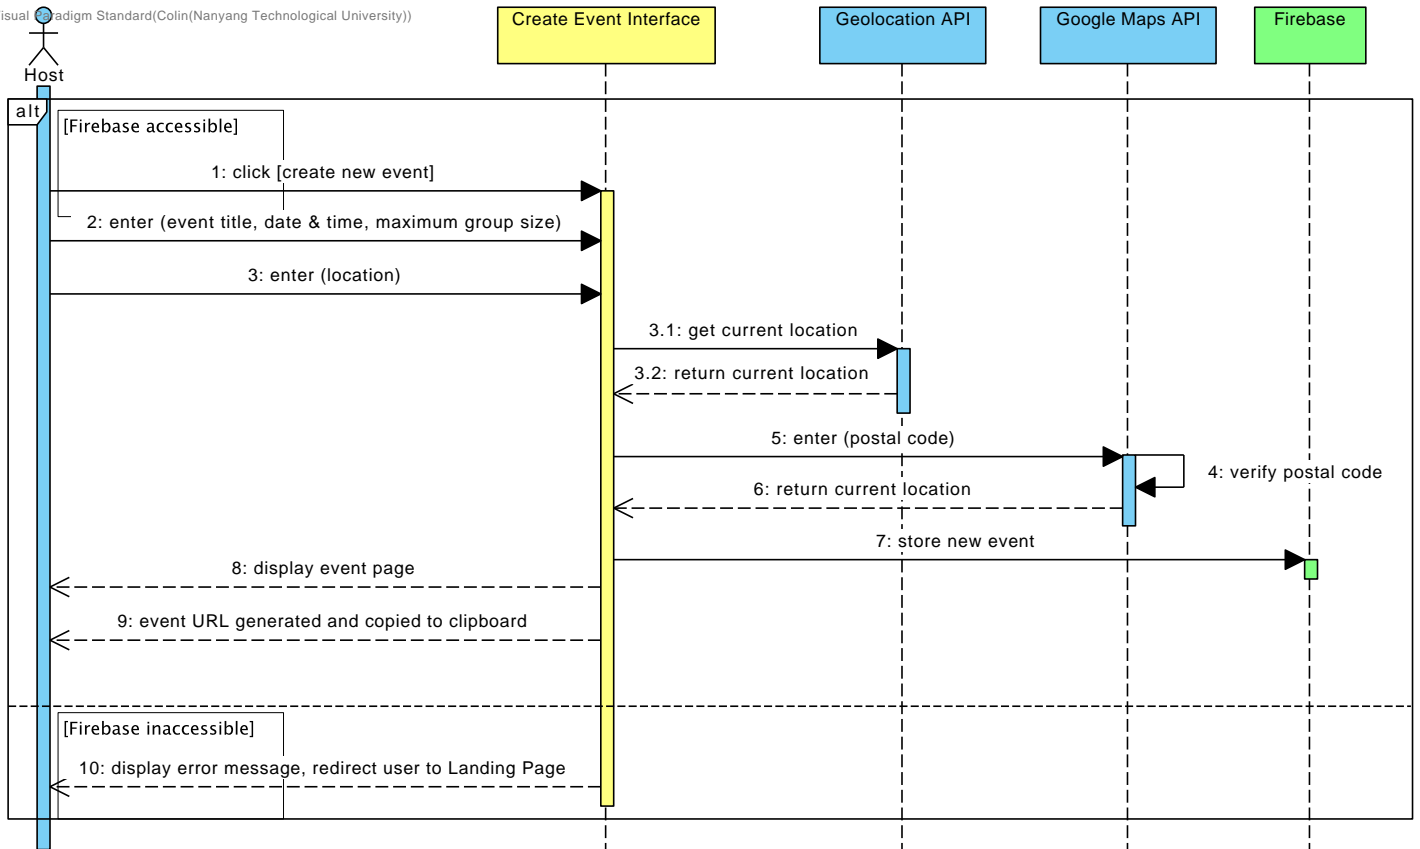 isual Paradigm Standard(Colin(Nanyang Technological University))
Create Event Interface
Geolocation API
Google Maps API
Firebase
Host
alt
[Firebase accessible]
1: click [create new event]
2: enter (event title, date & time, maximum group size)
3: enter (location)
3.1: get current location
3.2: return current location
5: enter (postal code)
4: verify postal code
6: return current location
7: store new event
8: display event page
9: event URL generated and copied to clipboard
[Firebase inaccessible]
10: display error message, redirect user to Landing Page